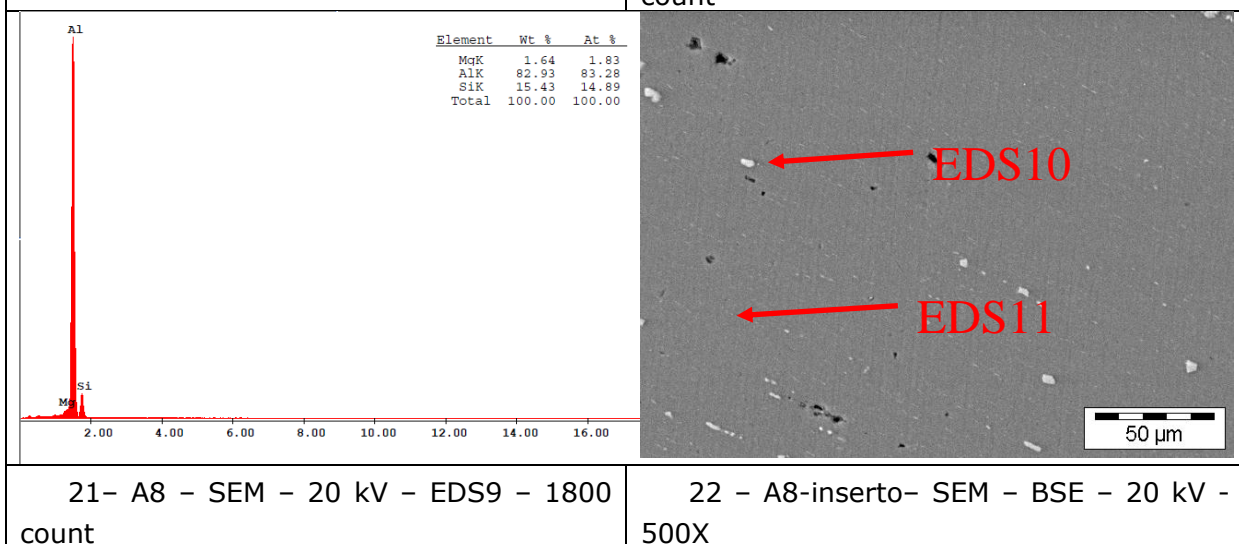 count
Al
Element Wt % At %
MgK 1.64 1.83
AlK 82.93 83.28
SiK 15.43 14.89
Total 100.00 100.00
Si
Mg
2.00 4.00 6.00 8.00 10.00 12.00 14.00 16.00
EDS10
EDS11
50 µm
21– A8 – SEM – 20 kV – EDS9 – 1800
count
22 – A8-inserto– SEM – BSE – 20 kV -
500X